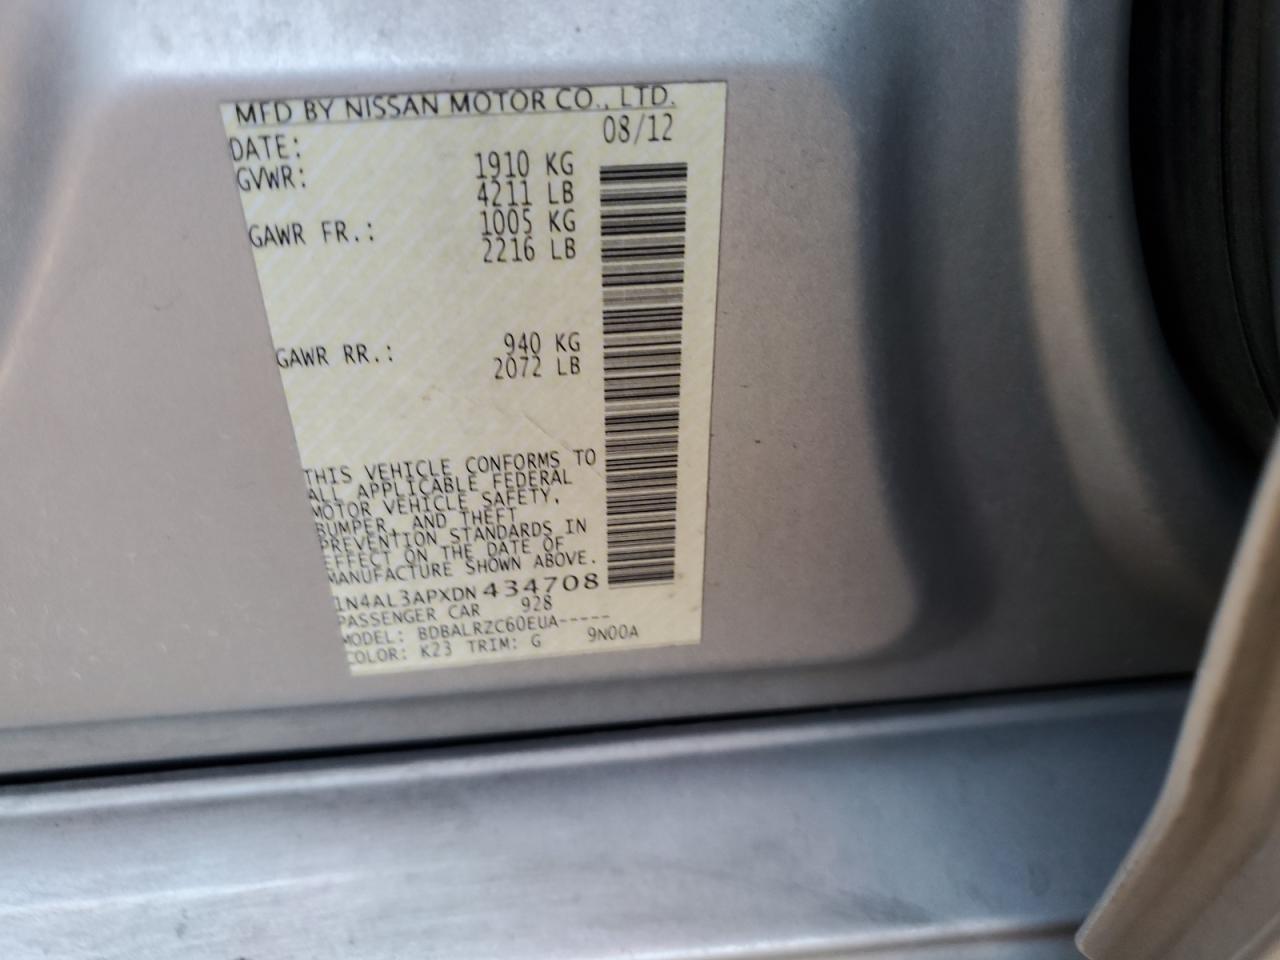 MFD BY NISSAN MOTOR CO., LTD.
DATE: 08/12
GVWR: 1910 KG
4211 LB
GAWR FR.: 1005 KG
2216 LB
GAWR RR.: 940 KG
2072 LB
THIS VEHICLE CONFORMS TO
ALL APPLICABLE FEDERAL
MOTOR VEHICLE SAFETY,
BUMPER, AND THEFT
PREVENTION STANDARDS IN
EFFECT ON THE DATE OF
MANUFACTURE SHOWN ABOVE.
1N4AL3APXDN434708
PASSENGER CAR 928
MODEL: BDBALRZC60EUA-----
COLOR: K23 TRIM: G 9N00A